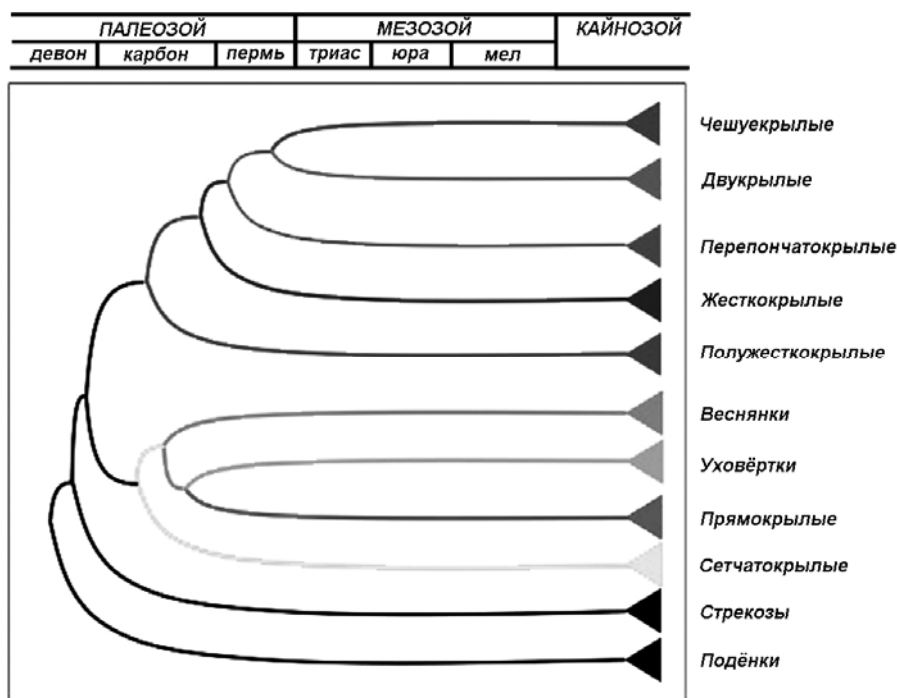 ПАЛЕОЗОЙ МЕЗОЗОЙ КАЙНОЗОЙ
девон карбон пермь триас юра мел
Чешуекрылые
Двукрылые
Перепончатокрылые
Жесткокрылые
Полужесткокрылые
Веснянки
Уховёртки
Прямокрылые
Сетчатокрылые
Стрекозы
Подёнки